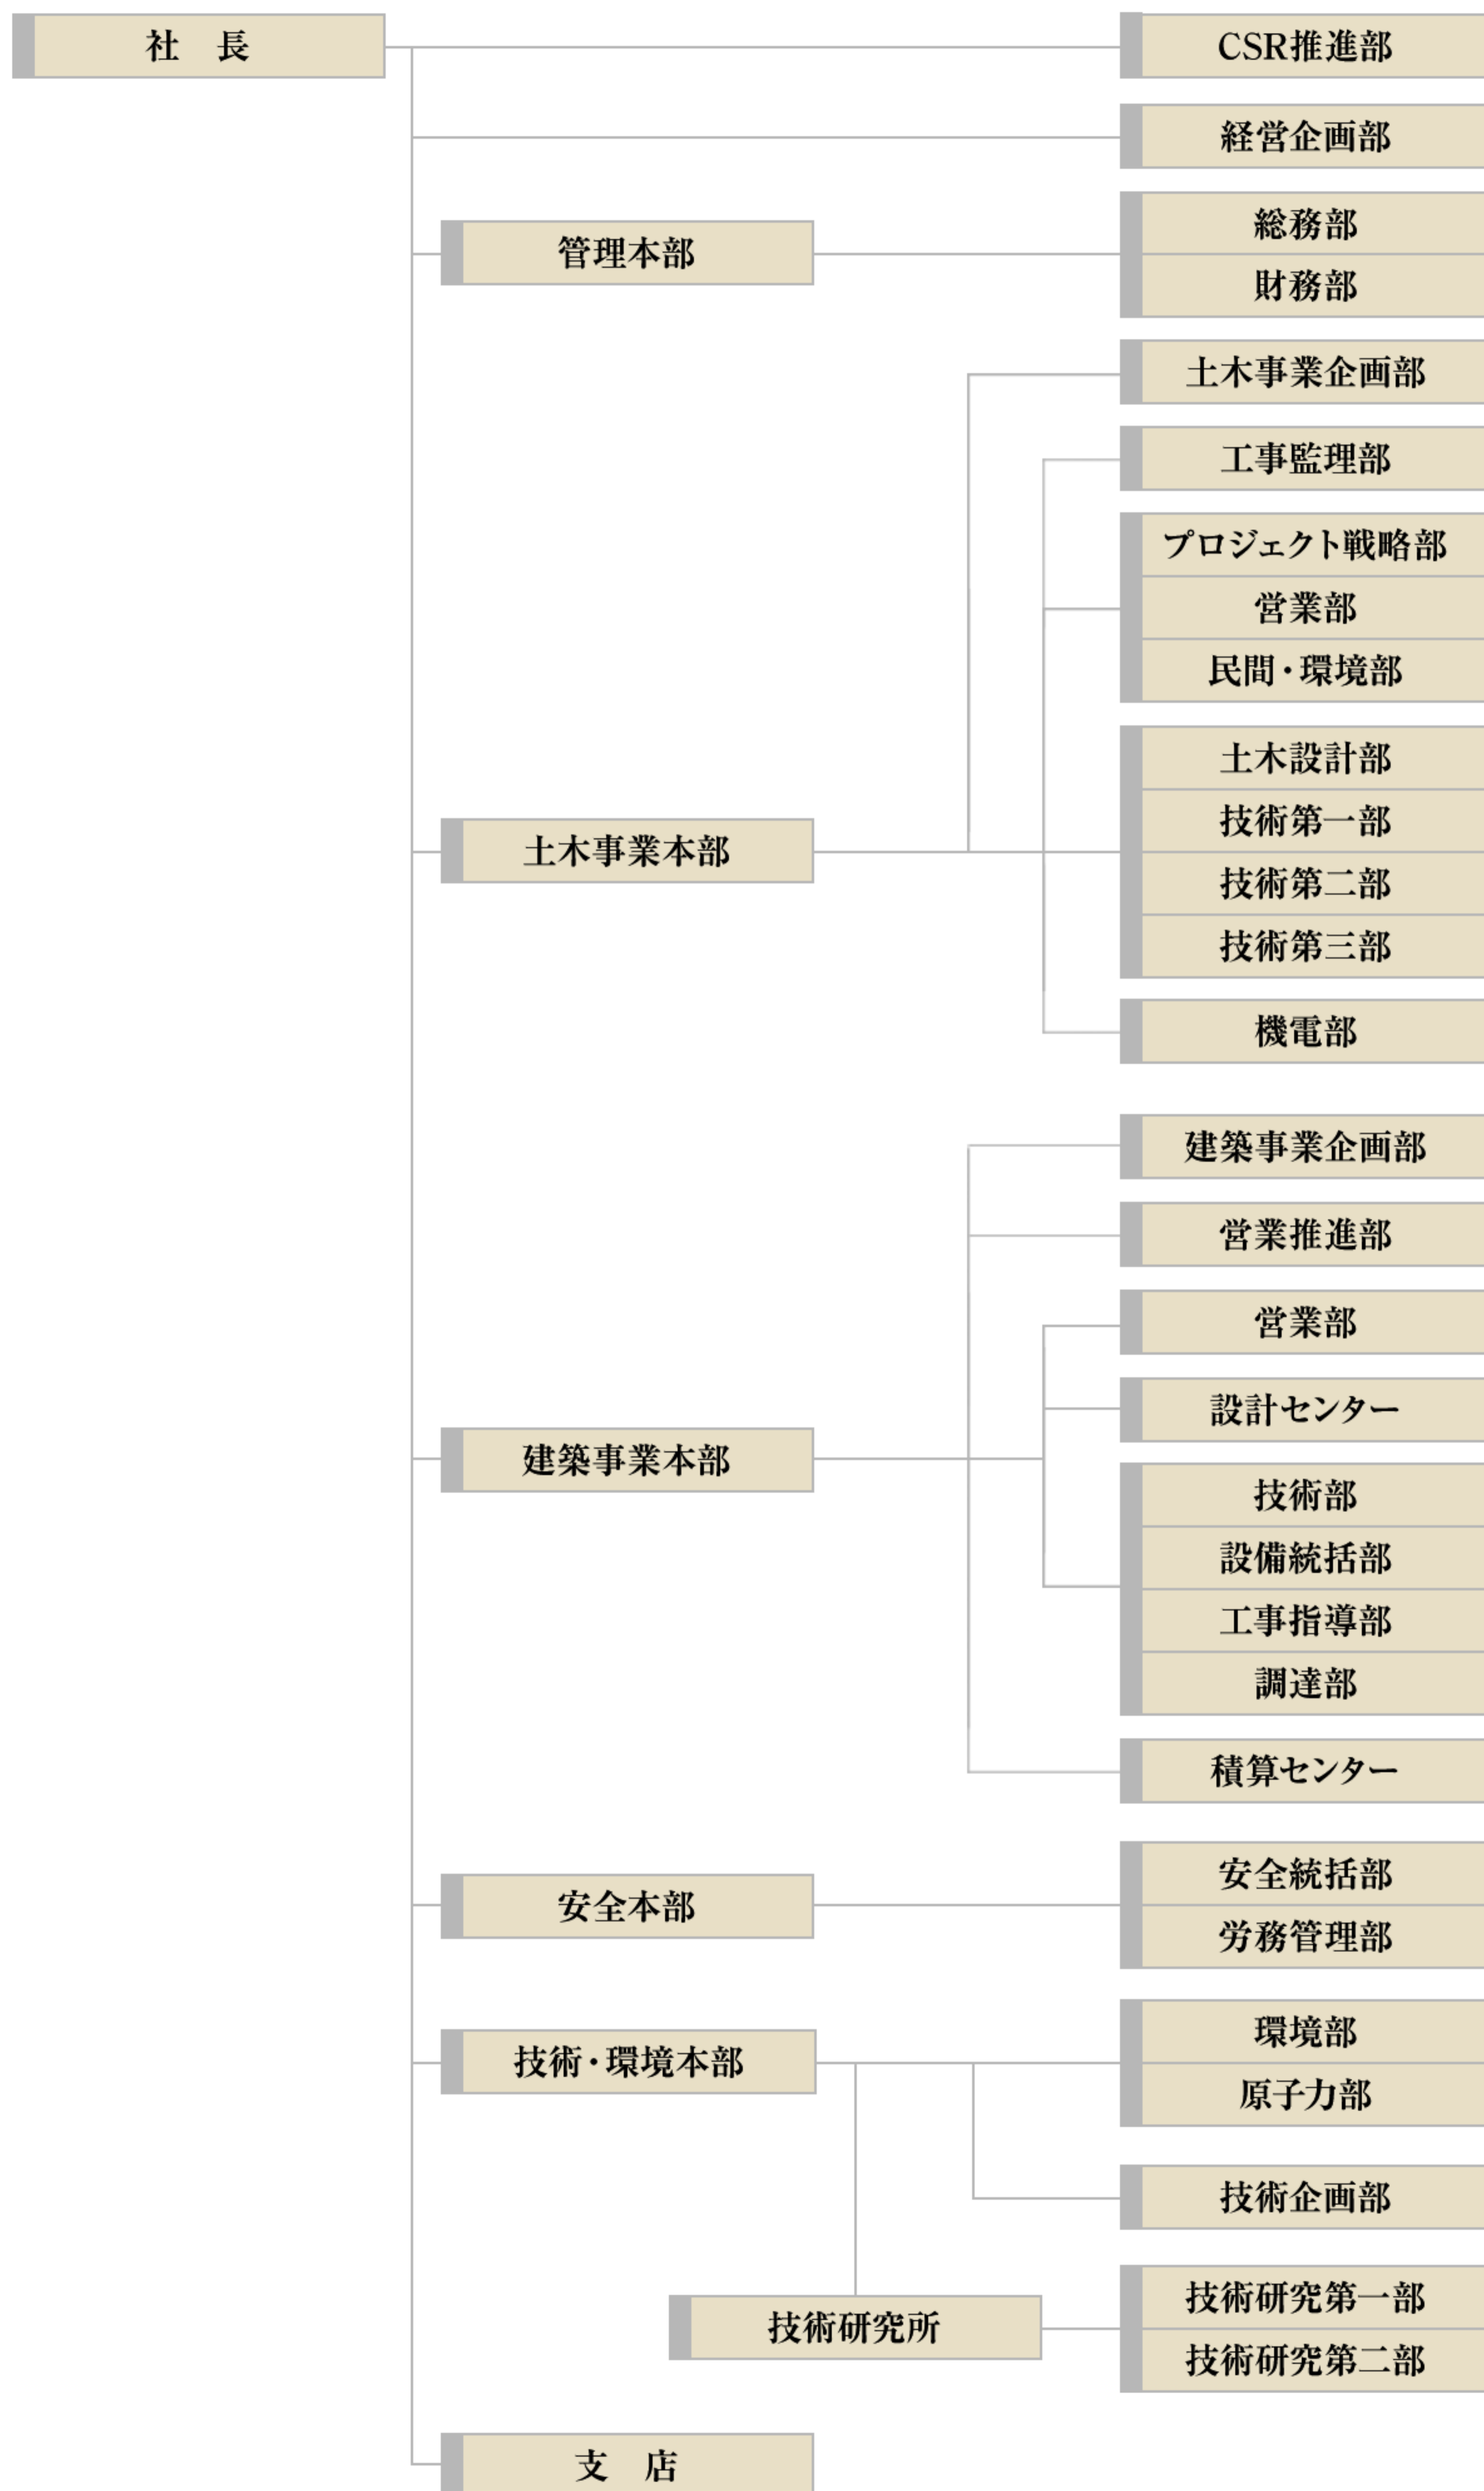 社　長
CSR推進部
経営企画部
管理本部
総務部
財務部
土木事業本部
土木事業企画部
工事監理部
プロジェクト戦略部
営業部
民間・環境部
土木設計部
技術第一部
技術第二部
技術第三部
機電部
建築事業本部
建築事業企画部
営業推進部
営業部
設計センター
技術部
設備統括部
工事指導部
調達部
積算センター
安全本部
安全統括部
労務管理部
技術・環境本部
環境部
原子力部
技術企画部
技術研究所
技術研究第一部
技術研究第二部
支　店